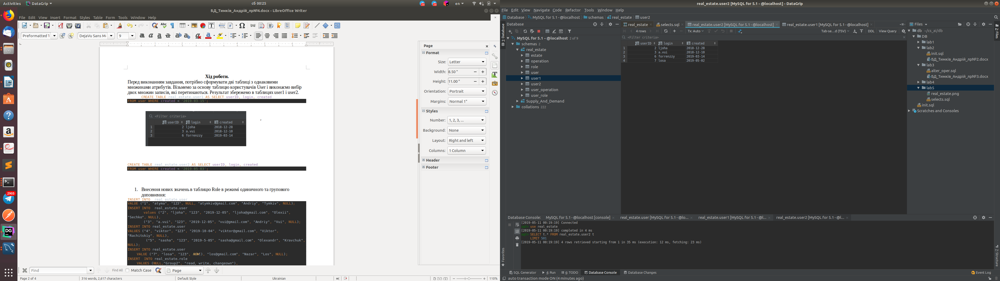 Activities
DataGrip
сб 00:25
en
БД_Тимків_Андрій_лр№4.docx - LibreOffice Writer
File Edit View Insert Format Styles Table Form Tools Window Help
Preformatted T
DejaVu Sans Mo
9
Хід роботи.
Перед виконанням завдання, потрібно сформувати дві таблиці з однаковими
множинами атрибутів. Візьмемо за основу таблицю користувачів User і виконаємо вибір
двох множин записів, які перетинаються. Результат збережемо в таблицях user1 і user2.
CREATE TABLE real_estate.user1 AS SELECT userID, login, created
FROM user WHERE created < '2019-03-15';
<Filter criteria>
userID login created
1 2 ljoha 2018-12-28
2 3 a.vui 2018-12-10
3 6 forrenzzy 2019-03-14
CREATE TABLE real_estate.user2 AS SELECT userID, login, created
FROM user WHERE created < '2019-05-03';
1. Внесення нових значень в таблицю Role в режимі одиничного та групового
доповнення:
INSERT INTO real_estate.user
VALUE ("1", "atyma", "123", NULL, "atymkiv@gmail.com", "Andriy", "Tymkiv", NULL);
INSERT INTO real_estate.user
values ("2", "ljoha", "123", "2019-12-05", "ljoha@gmail.com", "Olexii",
"Sechko", NULL),
("3", "a.vui", "123", "2019-12-05", "vui@gmail.com", "Andriy", "Vui", NULL);
INSERT INTO real_estate.user
VALUES ("4", "viktor", "123", "2019-10-04", "viktor@gmail.com", "Viktor",
"Rachitskiy", NULL),
("5", "sasha", "123", "2019-5-05", "sasha@gmail.com", "Olexandr", "Kravchuk",
NULL);
INSERT INTO real_estate.user
VALUE ("7", "losa", "123", NOW(), "los@gmail.com", "Nazar", "Los", NULL);
INSERT INTO real_estate.role
VALUES (NULL,"Group2", "read, write, changeown"),
Page
Format
Size: Letter
Width: 8.50 "
Height: 11.00 "
Orientation: Portrait
Margins: Normal 1"
Styles
Number: 1, 2, 3, ...
Background: None
Layout: Right and left
Columns: 1 Column
Header
Footer
Find
Find All
Match Case
Page
Page 2 of 4
316 words, 2,617 characters
Default Style
Ukrainian
110%
2905
real_estate.user2 [MySQL for 5.1 - @localhost] - DataGrip
File Edit View Navigate Code Refactor Tools Window Help
Database MySQL for 5.1 - @localhost schemas real_estate user2
Database
MySQL for 5.1 - @localhost 2 of 9
schemas 2
real_estate
estate
operation
role
user
user1
user2
user_operation
user_role
Supply_And_Demand
collations 222
1: Database
Favorites
real_estate
selects.sql
real_estate.user2 [MySQL for 5.1 - @localhost]
real_estate.user1 [MySQL for 5.1 - @localhost]
4 rows
Tx: Auto
Tab-se...d (TSV)
DDL
View Query
<Filter criteria>
userID login created
1 2 ljoha 2018-12-28
2 3 a.vui 2018-12-10
3 6 forrenzzy 2019-03-14
4 7 losa 2019-05-02
Files
db ~/cs_ai/db
DB
lab1
lab2
init.sql
БД_Тимків_Андрій_лр№2.docx
lab3
alter_oper.sql
БД_Тимків_Андрій_лр№3.docx
lab4
lab5
real_estate.png
selects.sql
init.sql
Scratches and Consoles
2: Files
7: Structure
Database Console:
MySQL for 5.1 - @localhost [console]
real_estate.user [MySQL for 5.1 - @lo...
real_estate.user1 [MySQL for 5.1 - @l...
real_estate.user2 [MySQL for 5.1 - @l...
[2019-05-11 00:19:19] Connected
sql> use real_estate
[2019-05-11 00:19:19] completed in 4 ms
sql> SELECT t.* FROM real_estate.user2 t
LIMIT 501
[2019-05-11 00:19:19] 4 rows retrieved starting from 1 in 35 ms (execution: 12 ms, fetching: 23 ms)
SQL Generator
4: Run
6: TODO
Database Console
Database Changes
Event Log
auto transaction mode ON (4 minutes ago)